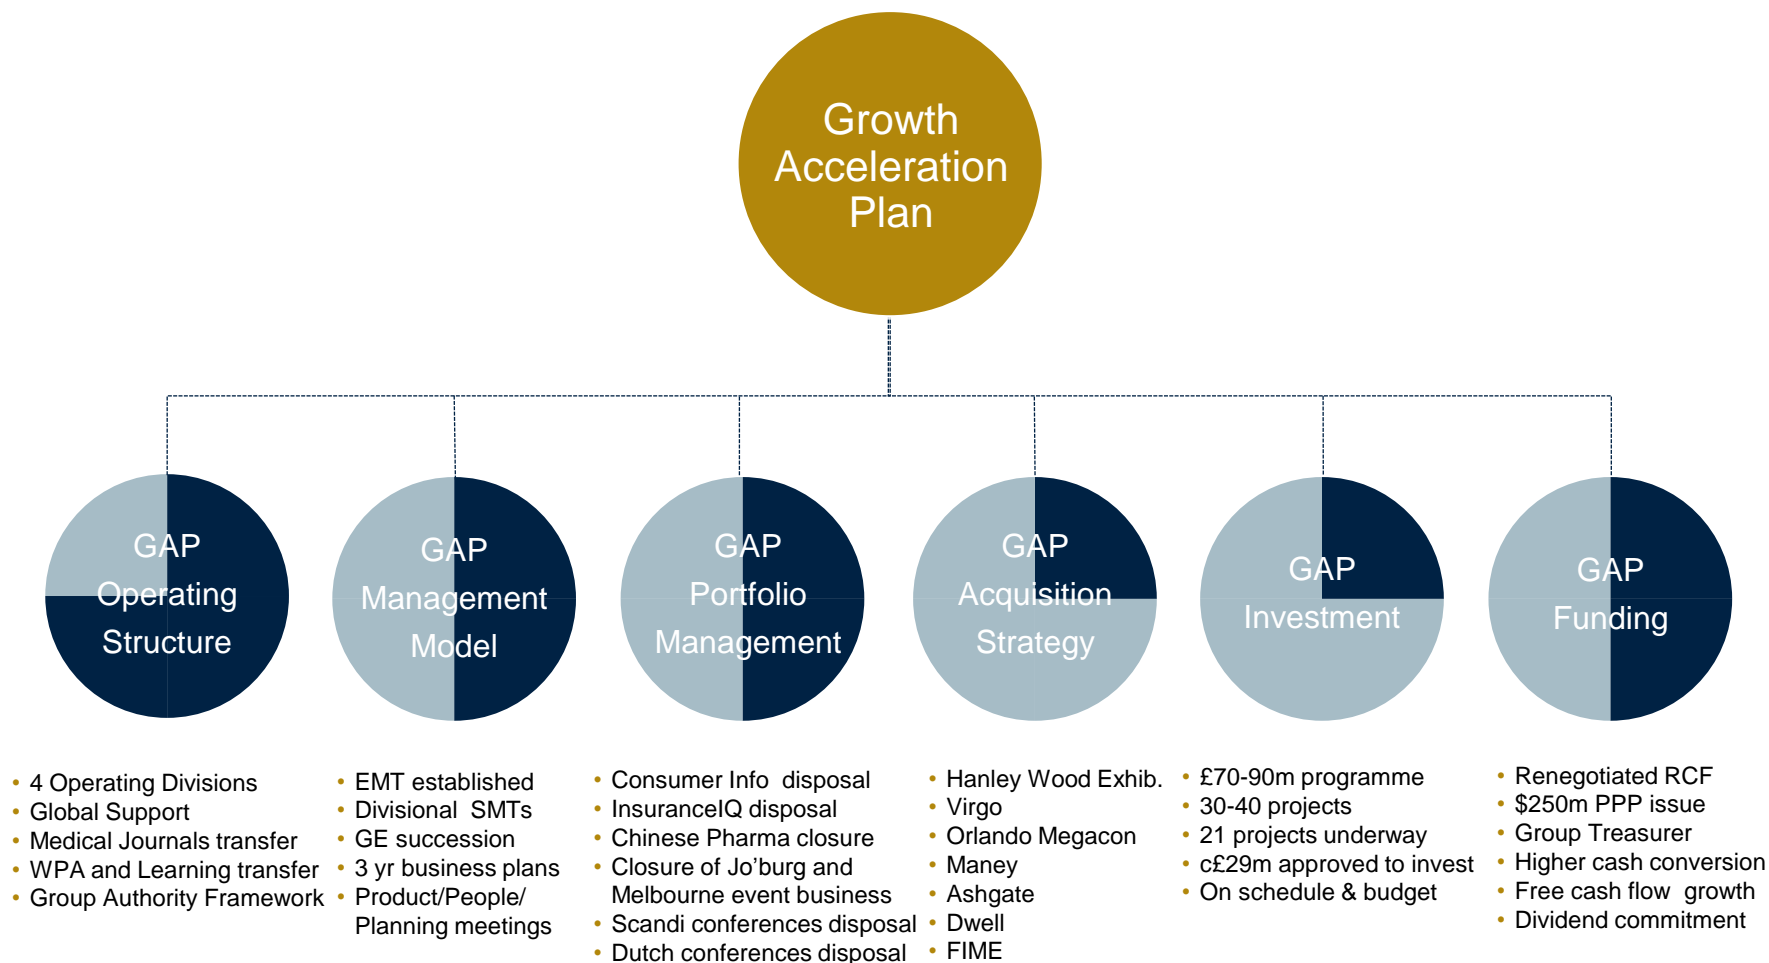 Growth
Acceleration
Plan
GAP
Operating
Structure
GAP
Management
Model
GAP
Portfolio
Management
GAP
Acquisition
Strategy
GAP
Investment
GAP
Funding
• 4 Operating Divisions
• Global Support
• Medical Journals transfer
• WPA and Learning transfer
• Group Authority Framework
• EMT established
• Divisional SMTs
• GE succession
• 3 yr business plans
• Product/People/
Planning meetings
• Consumer Info disposal
• InsuranceIQ disposal
• Chinese Pharma closure
• Closure of Jo’burg and
Melbourne event business
• Scandi conferences disposal
• Dutch conferences disposal
• Hanley Wood Exhib.
• Virgo
• Orlando Megacon
• Maney
• Ashgate
• Dwell
• FIME
• £70-90m programme
• 30-40 projects
• 21 projects underway
• c£29m approved to invest
• On schedule & budget
• Renegotiated RCF
• $250m PPP issue
• Group Treasurer
• Higher cash conversion
• Free cash flow growth
• Dividend commitment